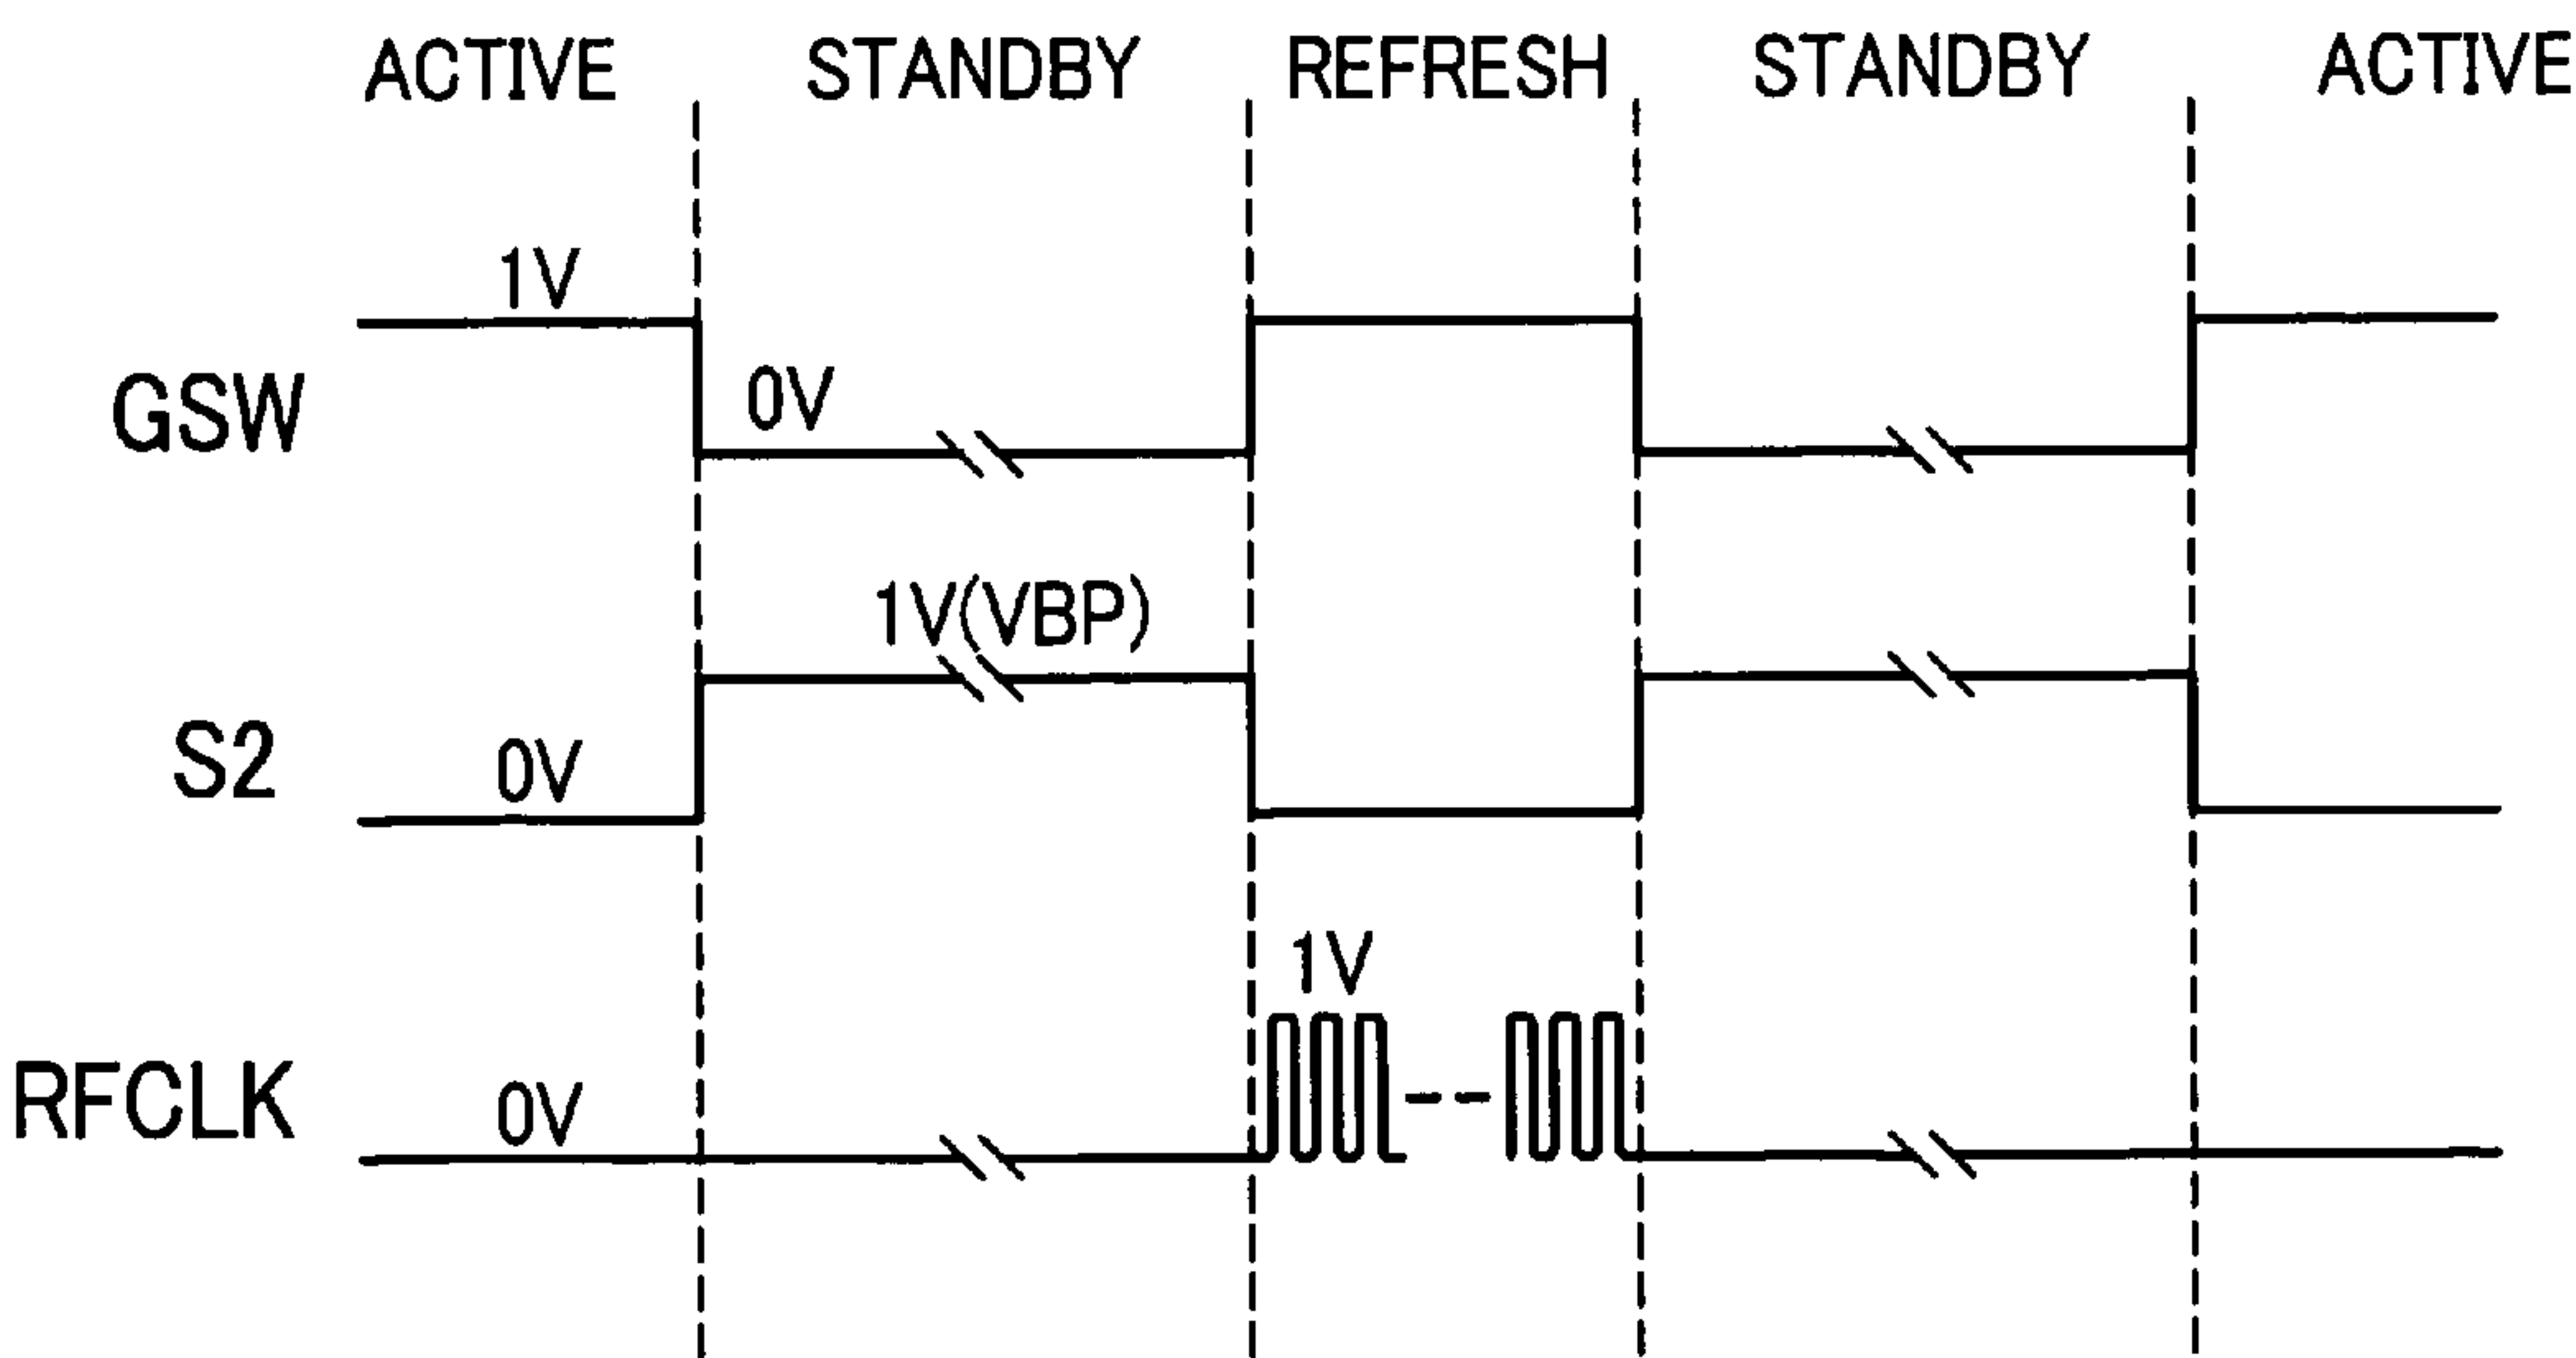 ACTIVE STANDBY REFRESH STANDBY ACTIVE
1V
GSW 0V
1V(VBP)
S2 0V
1V
RFCLK 0V